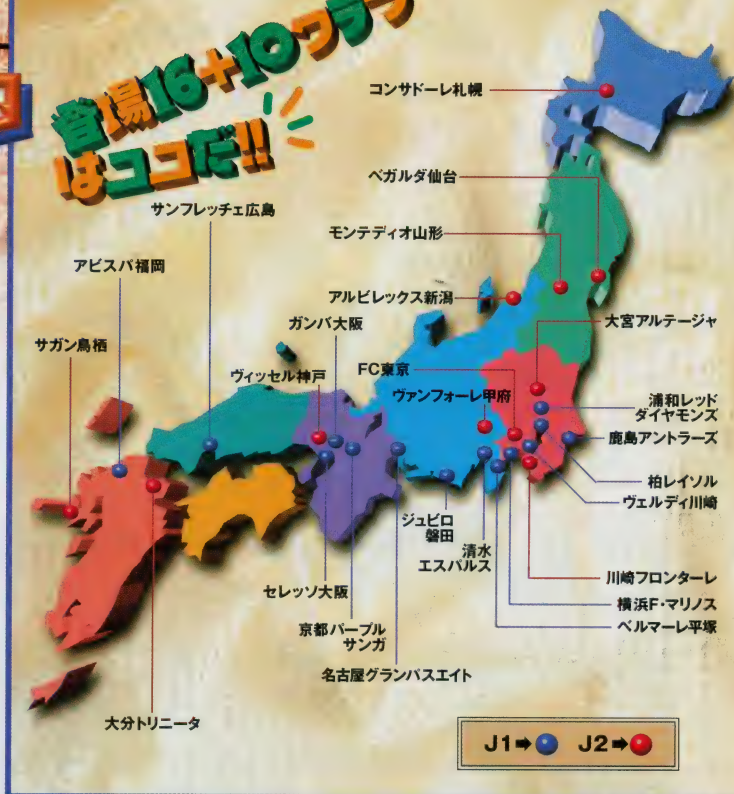 登場16+10クラブ
はココだ!!
コンサドーレ札幌
ベガルダ仙台
サンフレッチェ広島
モンテディオ山形
アビスパ福岡
アルビレックス新潟
ガンバ大阪
大宮アルテージャ
サガン鳥栖
FC東京
ヴィッセル神戸
ヴァンフォーレ甲府
浦和レッド
ダイヤモンズ
鹿島アントラーズ
柏レイソル
ヴェルディ川崎
ジュビロ
磐田
清水
エスパルス
川崎フロンターレ
セレッソ大阪
横浜F・マリノス
京都パープル
サンガ
ベルマーレ平塚
名古屋グランパスエイト
大分トリニータ
J1➡ J2➡